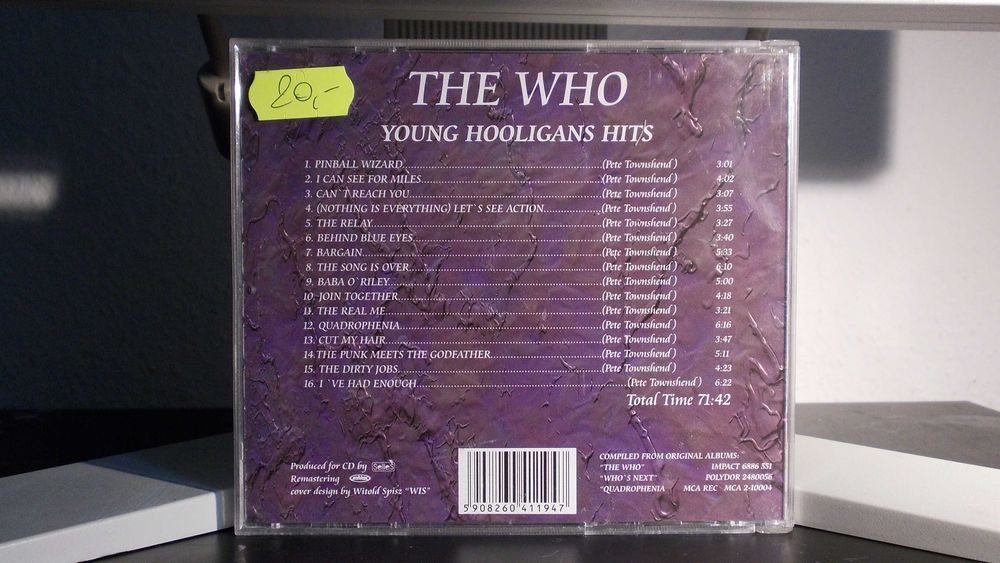 20,-
THE WHO
YOUNG HOOLIGANS HITS
1. PINBALL WIZARD (Pete Townshend) 3:01
2. I CAN SEE FOR MILES (Pete Townshend) 4:02
3. CAN`T REACH YOU (Pete Townshend) 3:07
4. (NOTHING IS EVERYTHING) LET`S SEE ACTION (Pete Townshend) 3:55
5. THE RELAY (Pete Townshend) 3:27
6. BEHIND BLUE EYES (Pete Townshend) 3:40
7. BARGAIN (Pete Townshend) 5:33
8. THE SONG IS OVER (Pete Townshend) 6:10
9. BABA O`RILEY (Pete Townshend) 5:00
10. JOIN TOGETHER (Pete Townshend) 4:18
11. THE REAL ME (Pete Townshend) 3:21
12. QUADROPHENIA (Pete Townshend) 6:16
13. CUT MY HAIR (Pete Townshend) 3:47
14. THE PUNK MEETS THE GODFATHER (Pete Townshend) 5:11
15. THE DIRTY JOBS (Pete Townshend) 4:23
16. I `VE HAD ENOUGH (Pete Townshend) 6:22
Total Time 71:42
Produced for CD by Selles
Remastering
cover design by Witold Spisz "WIS"
5 908260 411947
COMPILED FROM ORIGINAL ALBUMS:
"THE WHO" IMPACT 6886 551
"WHO`S NEXT" POLYDOR 2480056
"QUADROPHENIA MCA REC MCA 2-10004